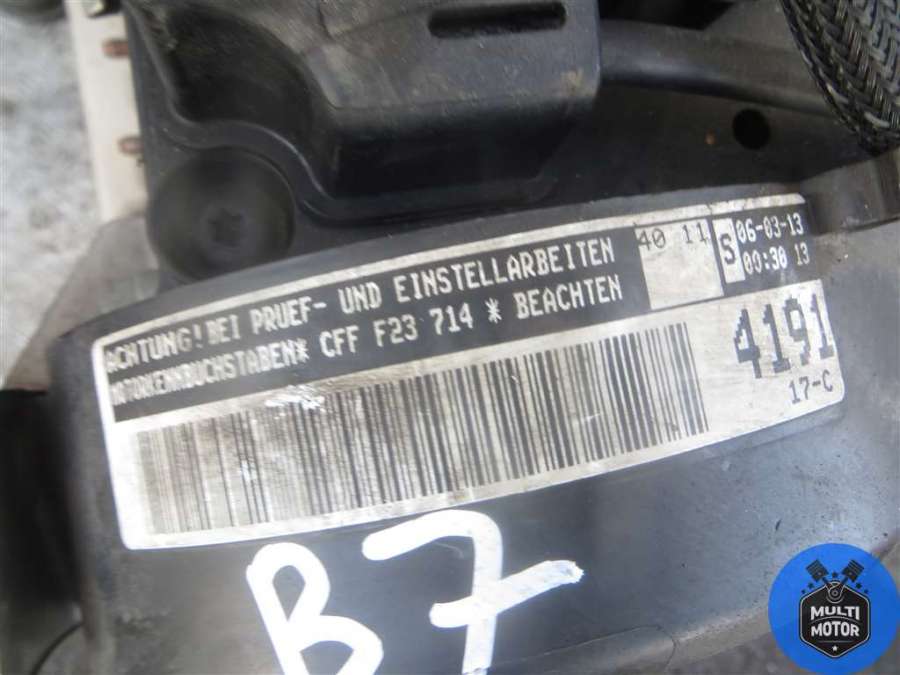 ACHTUNG! BEI PRUEF- UND EINSTELLARBEITEN
MOTORKENNBUCHSTABEN* CFF F23 714 * BEACHTEN
40 11
S
06-03-13
00:30 13
4191
17-C
B7
MULTI
MOTOR